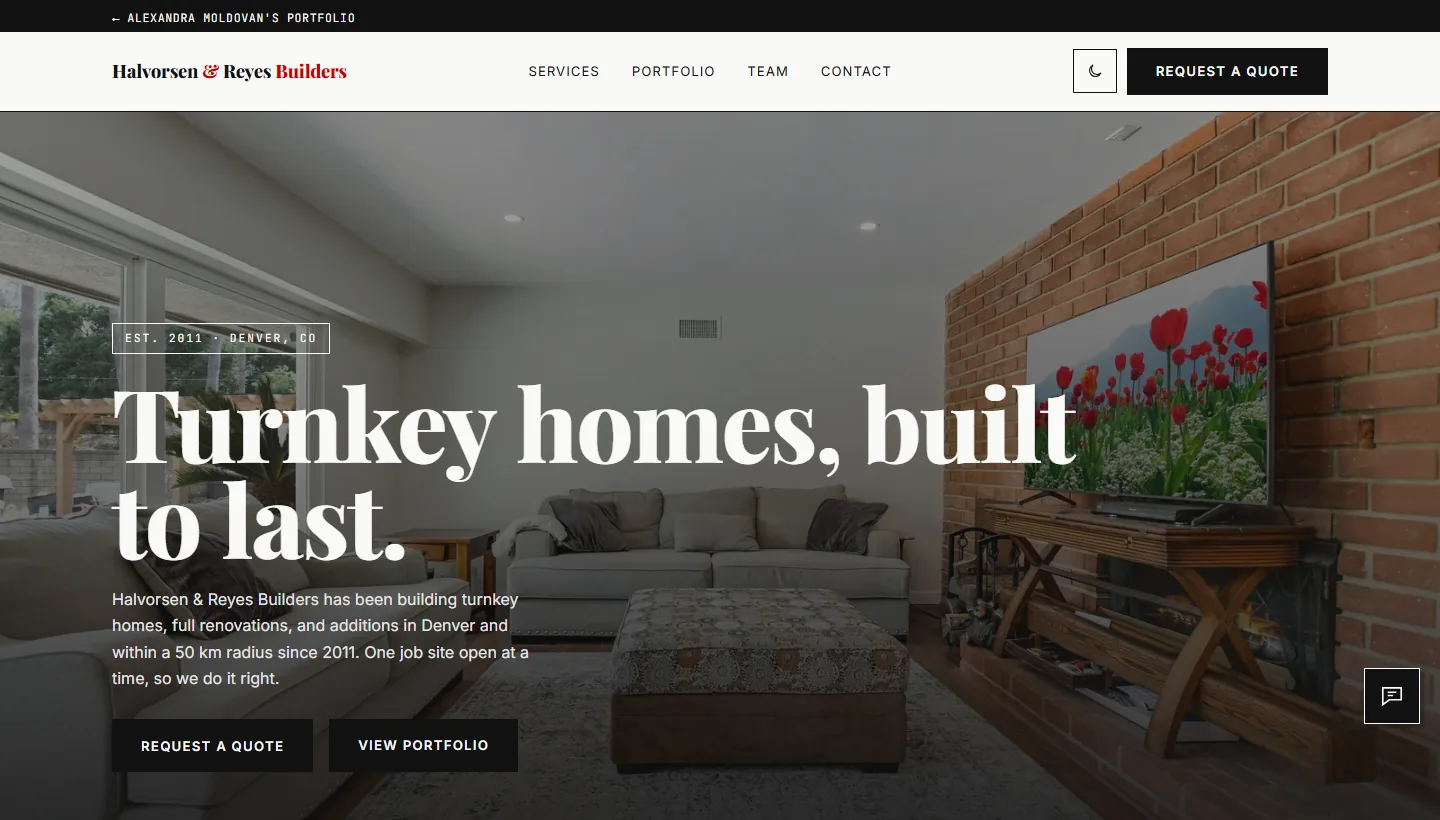 ← ALEXANDRA MOLDOVAN'S PORTFOLIO
Halvorsen & Reyes Builders
SERVICES
PORTFOLIO
TEAM
CONTACT
REQUEST A QUOTE
EST. 2011 · DENVER, CO
Turnkey homes, built
to last.
Halvorsen & Reyes Builders has been building turnkey
homes, full renovations, and additions in Denver and
within a 50 km radius since 2011. One job site open at a
time, so we do it right.
REQUEST A QUOTE
VIEW PORTFOLIO